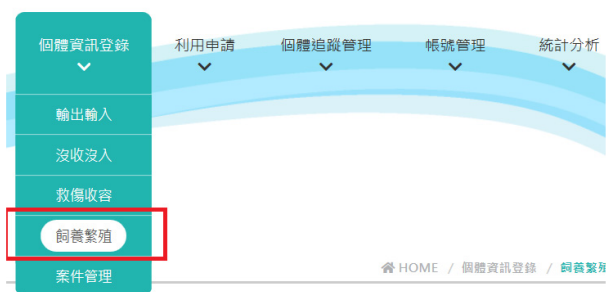 個體資訊登錄 利用申請 個體追蹤管理 帳號管理 統計分析
輸出輸入
沒收沒入
救傷收容
飼養繁殖
HOME / 個體資訊登錄 / 飼養繁殖
案件管理